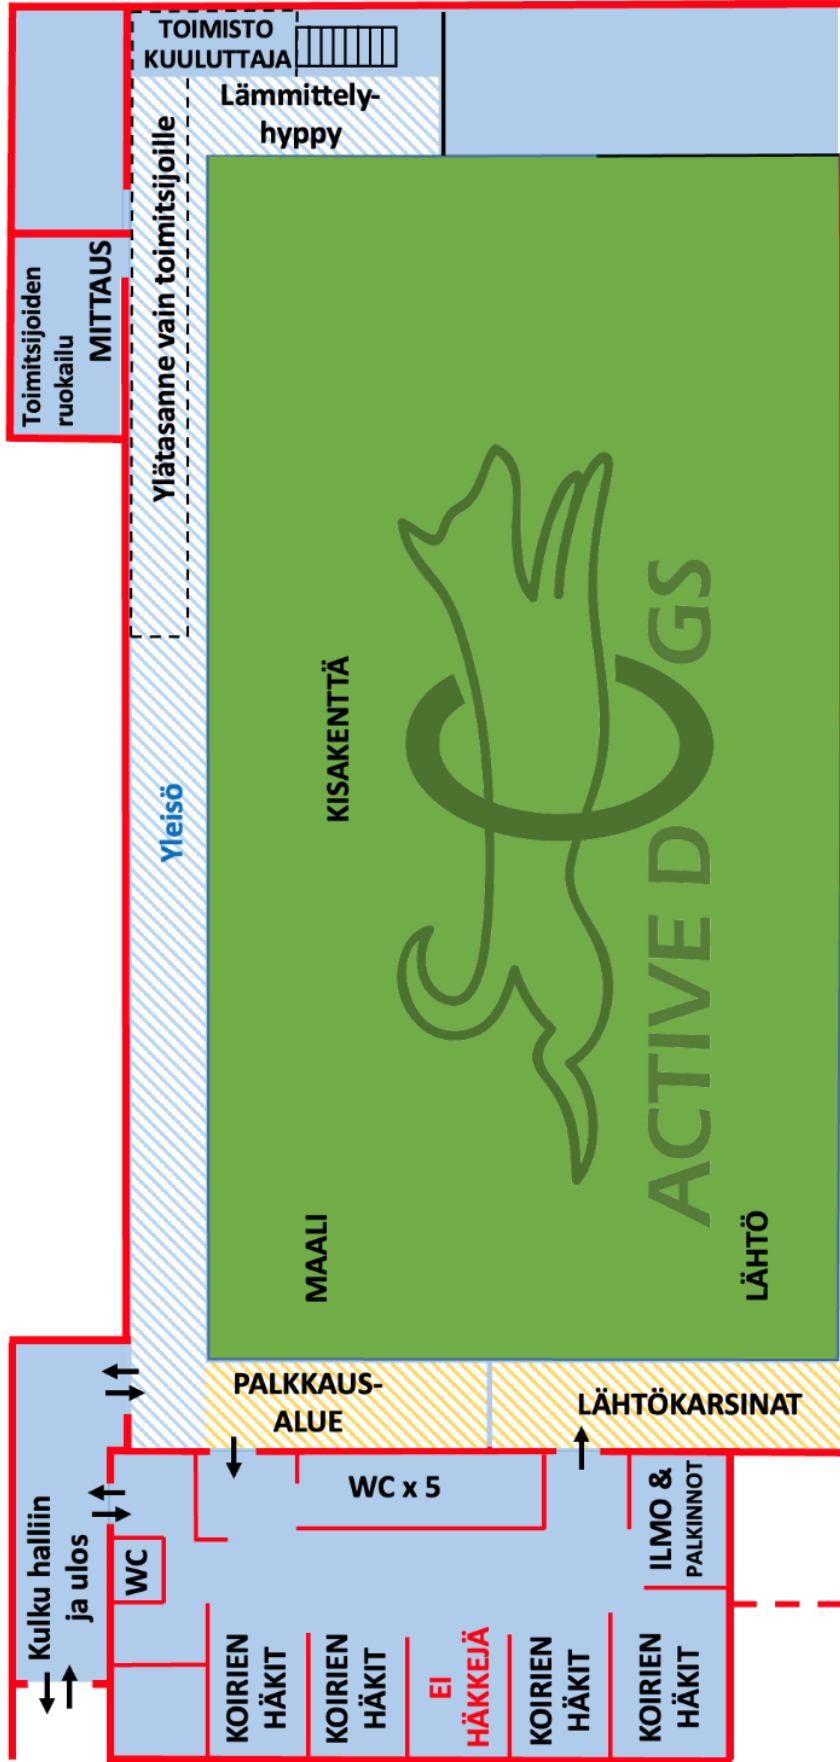 TOIMISTO
KUULUTTAJA
Lämmittely-
hyppy
Ylätasanne vain toimitsijoille
Toimitsijoiden
ruokailu
MITTAUS
Yleisö
KISAKENTTÄ
ACTIVE D GS
MAALI
LÄHTÖ
PALKKAUS-
ALUE
LÄHTÖKARSINAT
Kulku halliin
ja ulos
WC
WC x 5
ILMO &
PALKINNOT
KOIRIEN
HÄKIT
KOIRIEN
HÄKIT
EI
HÄKKEJÄ
KOIRIEN
HÄKIT
KOIRIEN
HÄKIT